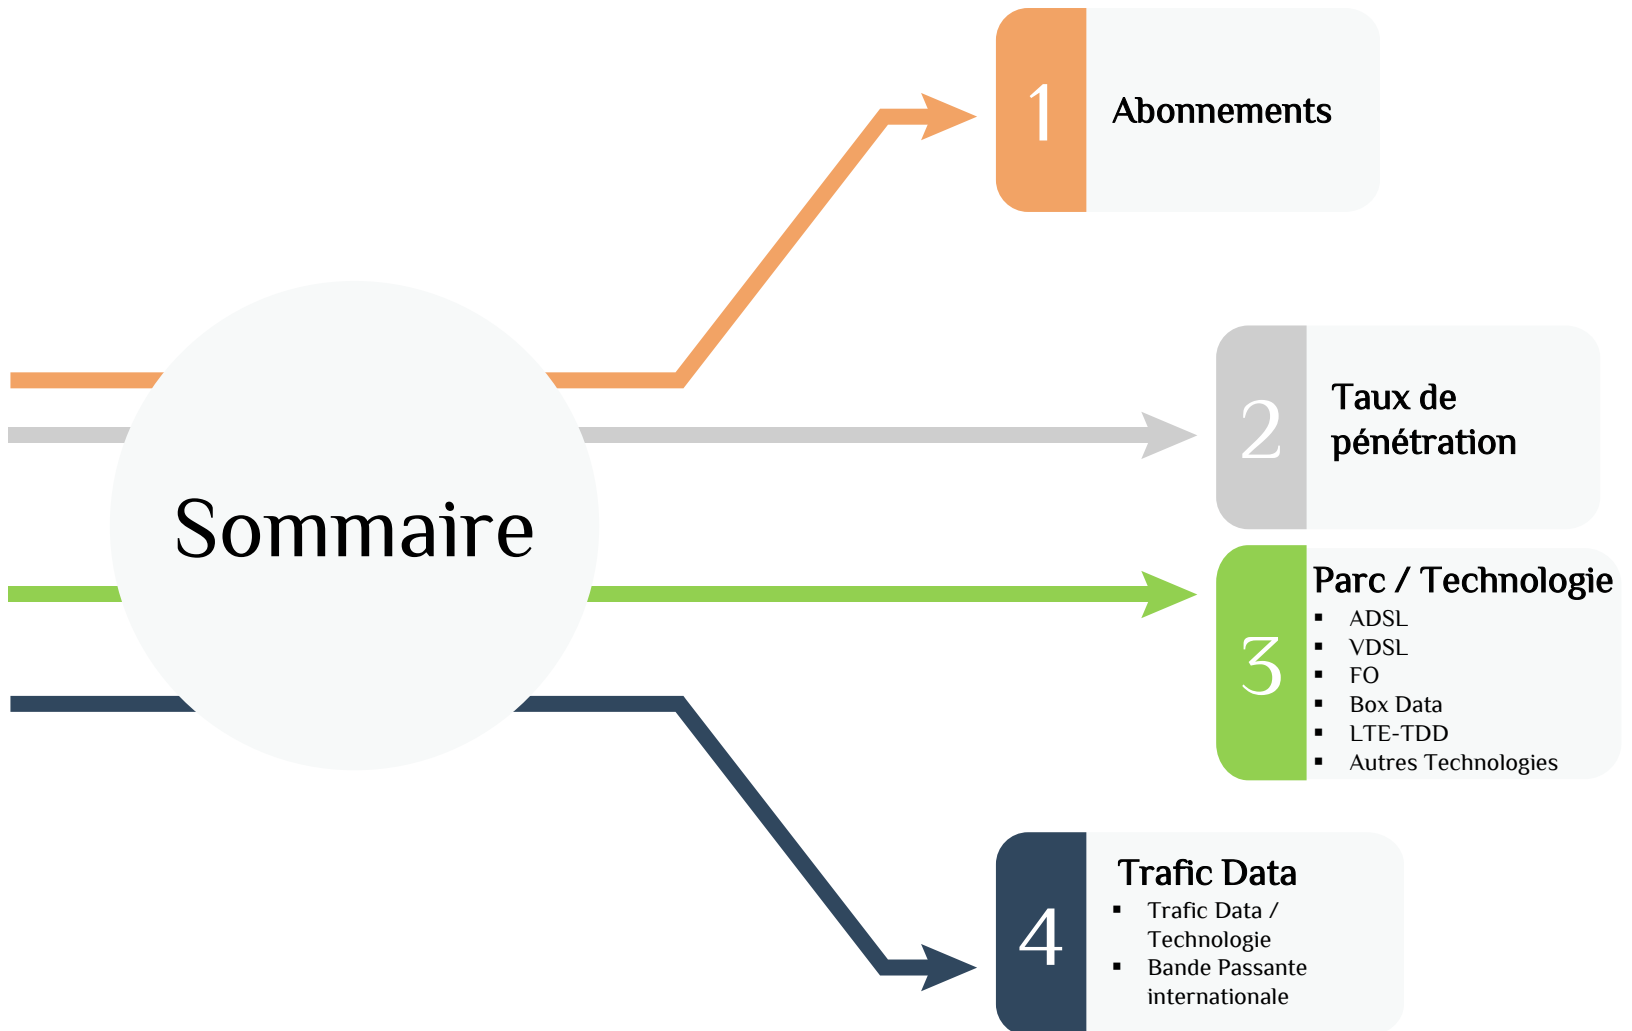 Sommaire
1
Abonnements
2
Taux de
pénétration
3
Parc / Technologie
▪ ADSL
▪ VDSL
▪ FO
▪ Box Data
▪ LTE-TDD
▪ Autres Technologies
4
Trafic Data
▪ Trafic Data /
Technologie
▪ Bande Passante
internationale